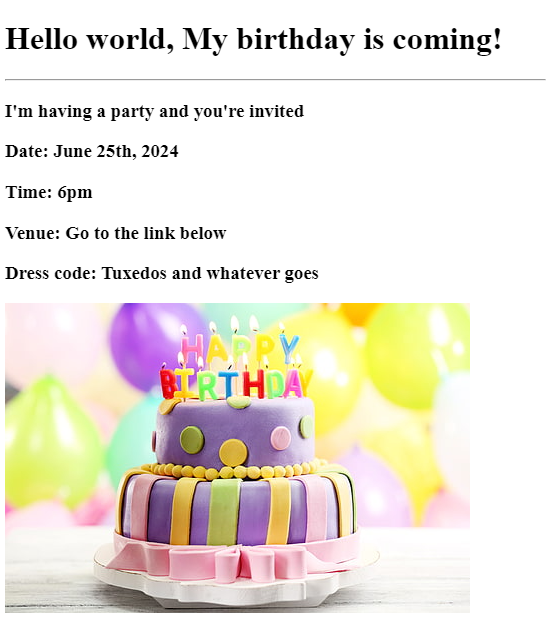 Hello world, My birthday is coming!
I'm having a party and you're invited
Date: June 25th, 2024
Time: 6pm
Venue: Go to the link below
Dress code: Tuxedos and whatever goes
HAPPY
BIRTHDAY